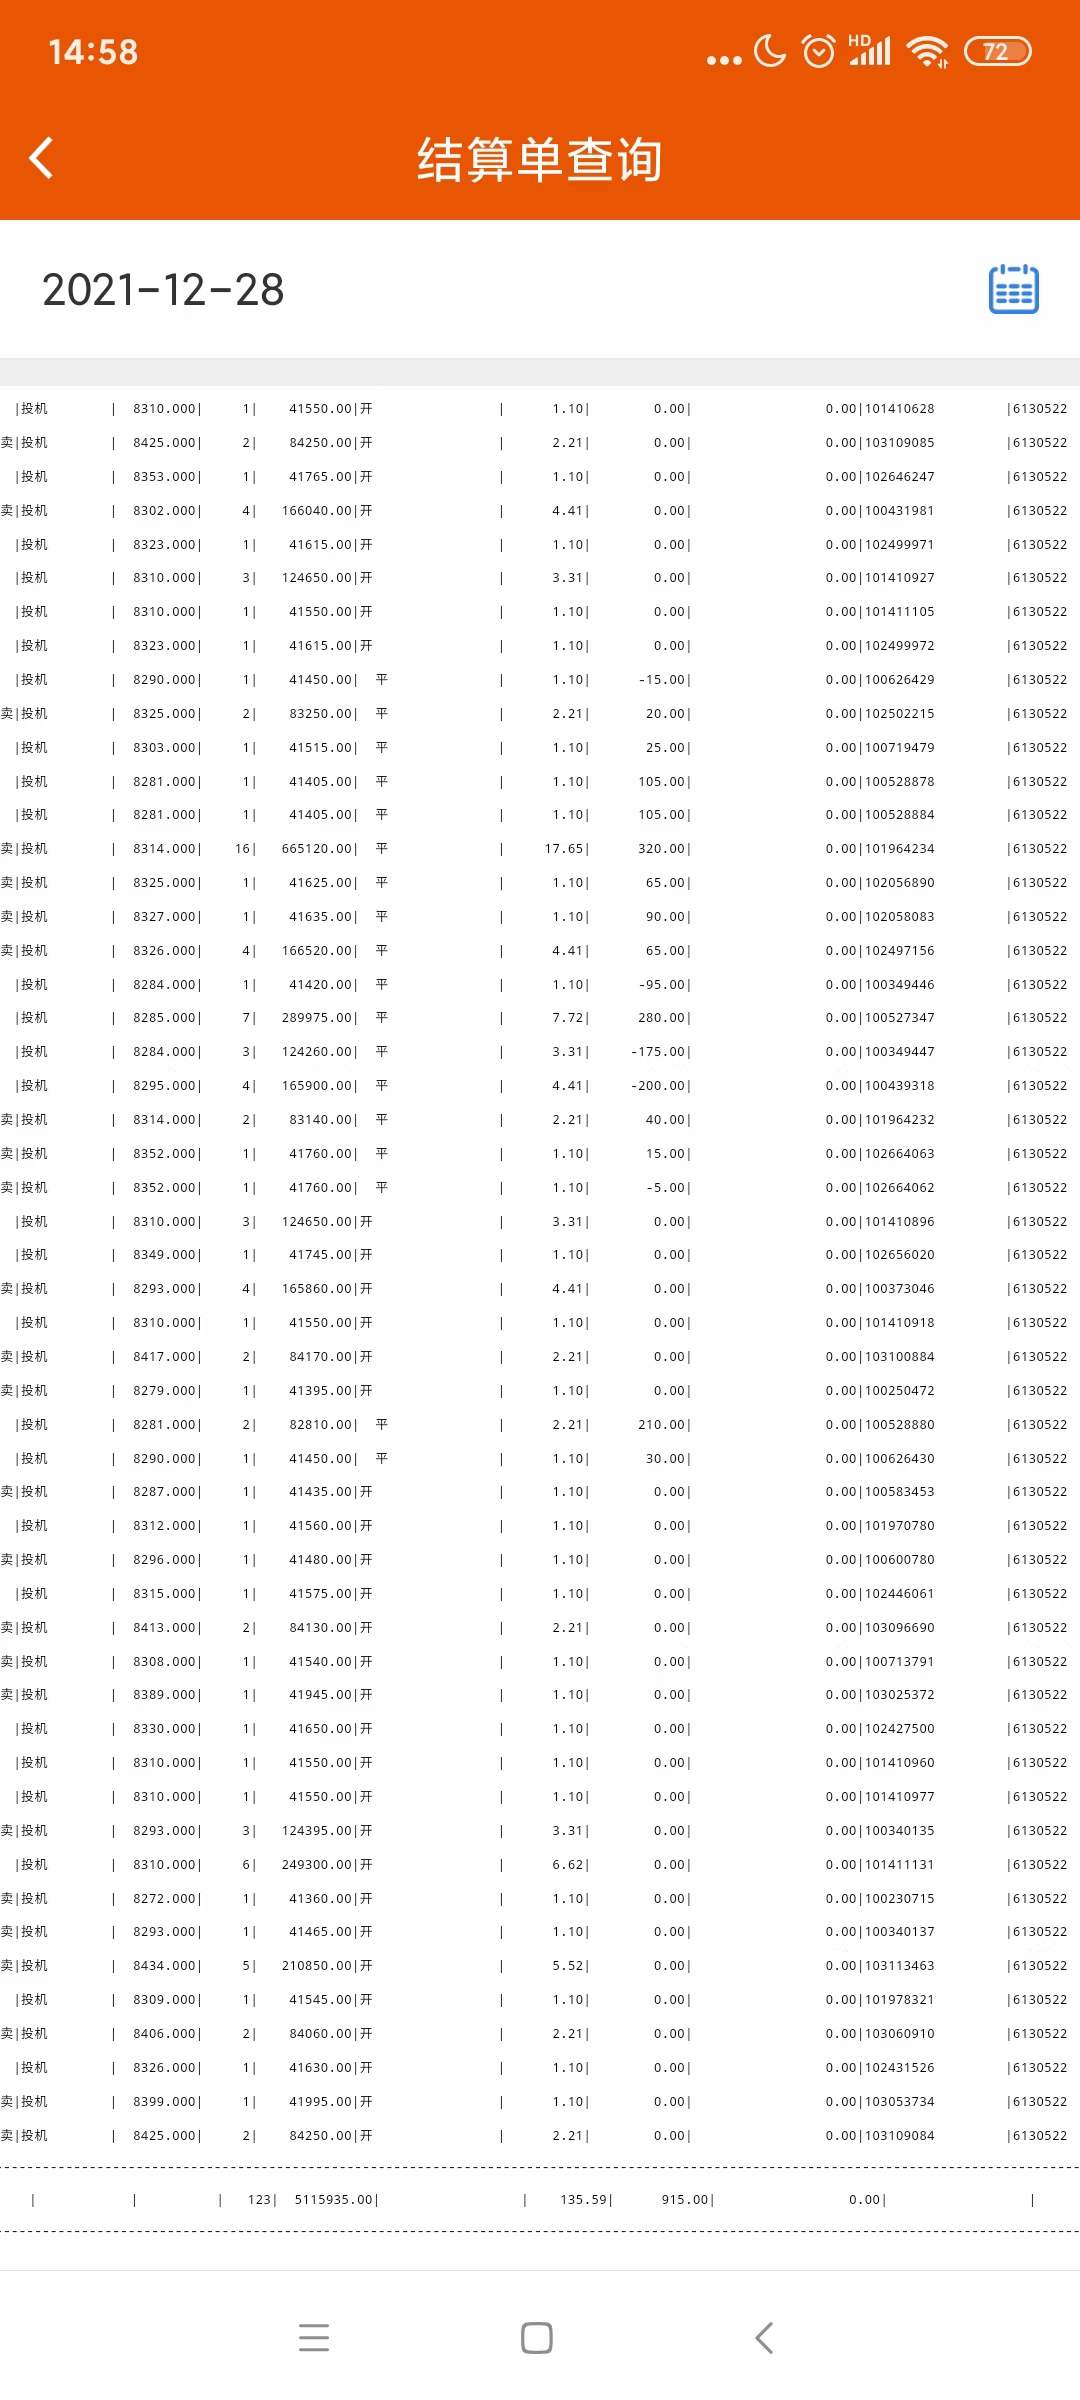 14:58
HD
72
结算单查询
2021-12-28
|投机 | 8310.000| 1| 41550.00|开 | 1.10| 0.00| 0.00|101410628 |6130522
卖|投机 | 8425.000| 2| 84250.00|开 | 2.21| 0.00| 0.00|103109085 |6130522
|投机 | 8353.000| 1| 41765.00|开 | 1.10| 0.00| 0.00|102646247 |6130522
卖|投机 | 8302.000| 4| 166040.00|开 | 4.41| 0.00| 0.00|100431981 |6130522
|投机 | 8323.000| 1| 41615.00|开 | 1.10| 0.00| 0.00|102499971 |6130522
|投机 | 8310.000| 3| 124650.00|开 | 3.31| 0.00| 0.00|101410927 |6130522
|投机 | 8310.000| 1| 41550.00|开 | 1.10| 0.00| 0.00|101411105 |6130522
|投机 | 8323.000| 1| 41615.00|开 | 1.10| 0.00| 0.00|102499972 |6130522
|投机 | 8290.000| 1| 41450.00| 平 | 1.10| -15.00| 0.00|100626429 |6130522
卖|投机 | 8325.000| 2| 83250.00| 平 | 2.21| 20.00| 0.00|102502215 |6130522
|投机 | 8303.000| 1| 41515.00| 平 | 1.10| 25.00| 0.00|100719479 |6130522
|投机 | 8281.000| 1| 41405.00| 平 | 1.10| 105.00| 0.00|100528878 |6130522
|投机 | 8281.000| 1| 41405.00| 平 | 1.10| 105.00| 0.00|100528884 |6130522
卖|投机 | 8314.000| 16| 665120.00| 平 | 17.65| 320.00| 0.00|101964234 |6130522
卖|投机 | 8325.000| 1| 41625.00| 平 | 1.10| 65.00| 0.00|102056890 |6130522
卖|投机 | 8327.000| 1| 41635.00| 平 | 1.10| 90.00| 0.00|102058083 |6130522
卖|投机 | 8326.000| 4| 166520.00| 平 | 4.41| 65.00| 0.00|102497156 |6130522
|投机 | 8284.000| 1| 41420.00| 平 | 1.10| -95.00| 0.00|100349446 |6130522
|投机 | 8285.000| 7| 289975.00| 平 | 7.72| 280.00| 0.00|100527347 |6130522
|投机 | 8284.000| 3| 124260.00| 平 | 3.31| -175.00| 0.00|100349447 |6130522
|投机 | 8295.000| 4| 165900.00| 平 | 4.41| -200.00| 0.00|100439318 |6130522
卖|投机 | 8314.000| 2| 83140.00| 平 | 2.21| 40.00| 0.00|101964232 |6130522
卖|投机 | 8352.000| 1| 41760.00| 平 | 1.10| 15.00| 0.00|102664063 |6130522
卖|投机 | 8352.000| 1| 41760.00| 平 | 1.10| -5.00| 0.00|102664062 |6130522
|投机 | 8310.000| 3| 124650.00|开 | 3.31| 0.00| 0.00|101410896 |6130522
|投机 | 8349.000| 1| 41745.00|开 | 1.10| 0.00| 0.00|102656020 |6130522
卖|投机 | 8293.000| 4| 165860.00|开 | 4.41| 0.00| 0.00|100373046 |6130522
|投机 | 8310.000| 1| 41550.00|开 | 1.10| 0.00| 0.00|101410918 |6130522
卖|投机 | 8417.000| 2| 84170.00|开 | 2.21| 0.00| 0.00|103100884 |6130522
卖|投机 | 8279.000| 1| 41395.00|开 | 1.10| 0.00| 0.00|100250472 |6130522
|投机 | 8281.000| 2| 82810.00| 平 | 2.21| 210.00| 0.00|100528880 |6130522
|投机 | 8290.000| 1| 41450.00| 平 | 1.10| 30.00| 0.00|100626430 |6130522
卖|投机 | 8287.000| 1| 41435.00|开 | 1.10| 0.00| 0.00|100583453 |6130522
|投机 | 8312.000| 1| 41560.00|开 | 1.10| 0.00| 0.00|101970780 |6130522
卖|投机 | 8296.000| 1| 41480.00|开 | 1.10| 0.00| 0.00|100600780 |6130522
|投机 | 8315.000| 1| 41575.00|开 | 1.10| 0.00| 0.00|102446061 |6130522
卖|投机 | 8413.000| 2| 84130.00|开 | 2.21| 0.00| 0.00|103096690 |6130522
卖|投机 | 8308.000| 1| 41540.00|开 | 1.10| 0.00| 0.00|100713791 |6130522
卖|投机 | 8389.000| 1| 41945.00|开 | 1.10| 0.00| 0.00|103025372 |6130522
|投机 | 8330.000| 1| 41650.00|开 | 1.10| 0.00| 0.00|102427500 |6130522
|投机 | 8310.000| 1| 41550.00|开 | 1.10| 0.00| 0.00|101410960 |6130522
|投机 | 8310.000| 1| 41550.00|开 | 1.10| 0.00| 0.00|101410977 |6130522
卖|投机 | 8293.000| 3| 124395.00|开 | 3.31| 0.00| 0.00|100340135 |6130522
|投机 | 8310.000| 6| 249300.00|开 | 6.62| 0.00| 0.00|101411131 |6130522
卖|投机 | 8272.000| 1| 41360.00|开 | 1.10| 0.00| 0.00|100230715 |6130522
卖|投机 | 8293.000| 1| 41465.00|开 | 1.10| 0.00| 0.00|100340137 |6130522
卖|投机 | 8434.000| 5| 210850.00|开 | 5.52| 0.00| 0.00|103113463 |6130522
|投机 | 8309.000| 1| 41545.00|开 | 1.10| 0.00| 0.00|101978321 |6130522
卖|投机 | 8406.000| 2| 84060.00|开 | 2.21| 0.00| 0.00|103060910 |6130522
|投机 | 8326.000| 1| 41630.00|开 | 1.10| 0.00| 0.00|102431526 |6130522
卖|投机 | 8399.000| 1| 41995.00|开 | 1.10| 0.00| 0.00|103053734 |6130522
卖|投机 | 8425.000| 2| 84250.00|开 | 2.21| 0.00| 0.00|103109084 |6130522
| | | 123| 5115935.00| | 135.59| 915.00| 0.00| |